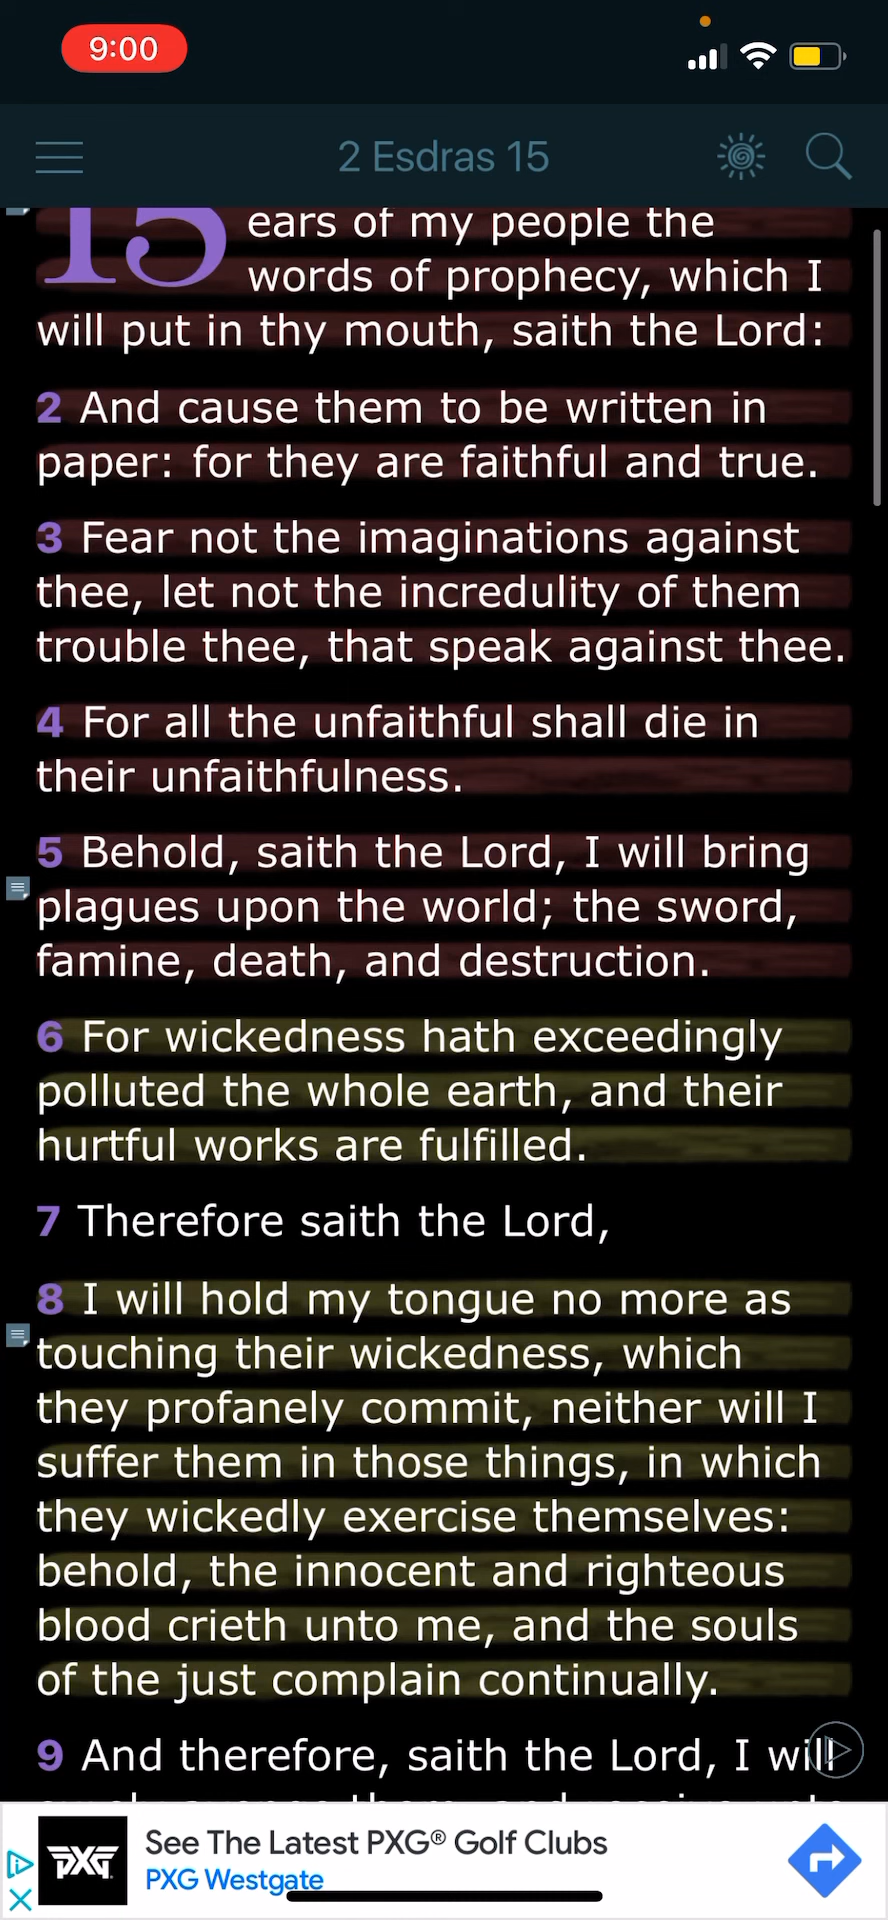 9:00
2 Esdras 15
15 ears of my people the
words of prophecy, which I
will put in thy mouth, saith the Lord:
2 And cause them to be written in
paper: for they are faithful and true.
3 Fear not the imaginations against
thee, let not the incredulity of them
trouble thee, that speak against thee.
4 For all the unfaithful shall die in
their unfaithfulness.
5 Behold, saith the Lord, I will bring
plagues upon the world; the sword,
famine, death, and destruction.
6 For wickedness hath exceedingly
polluted the whole earth, and their
hurtful works are fulfilled.
7 Therefore saith the Lord,
8 I will hold my tongue no more as
touching their wickedness, which
they profanely commit, neither will I
suffer them in those things, in which
they wickedly exercise themselves:
behold, the innocent and righteous
blood crieth unto me, and the souls
of the just complain continually.
9 And therefore, saith the Lord, I will
PXG
See The Latest PXG® Golf Clubs
PXG Westgate